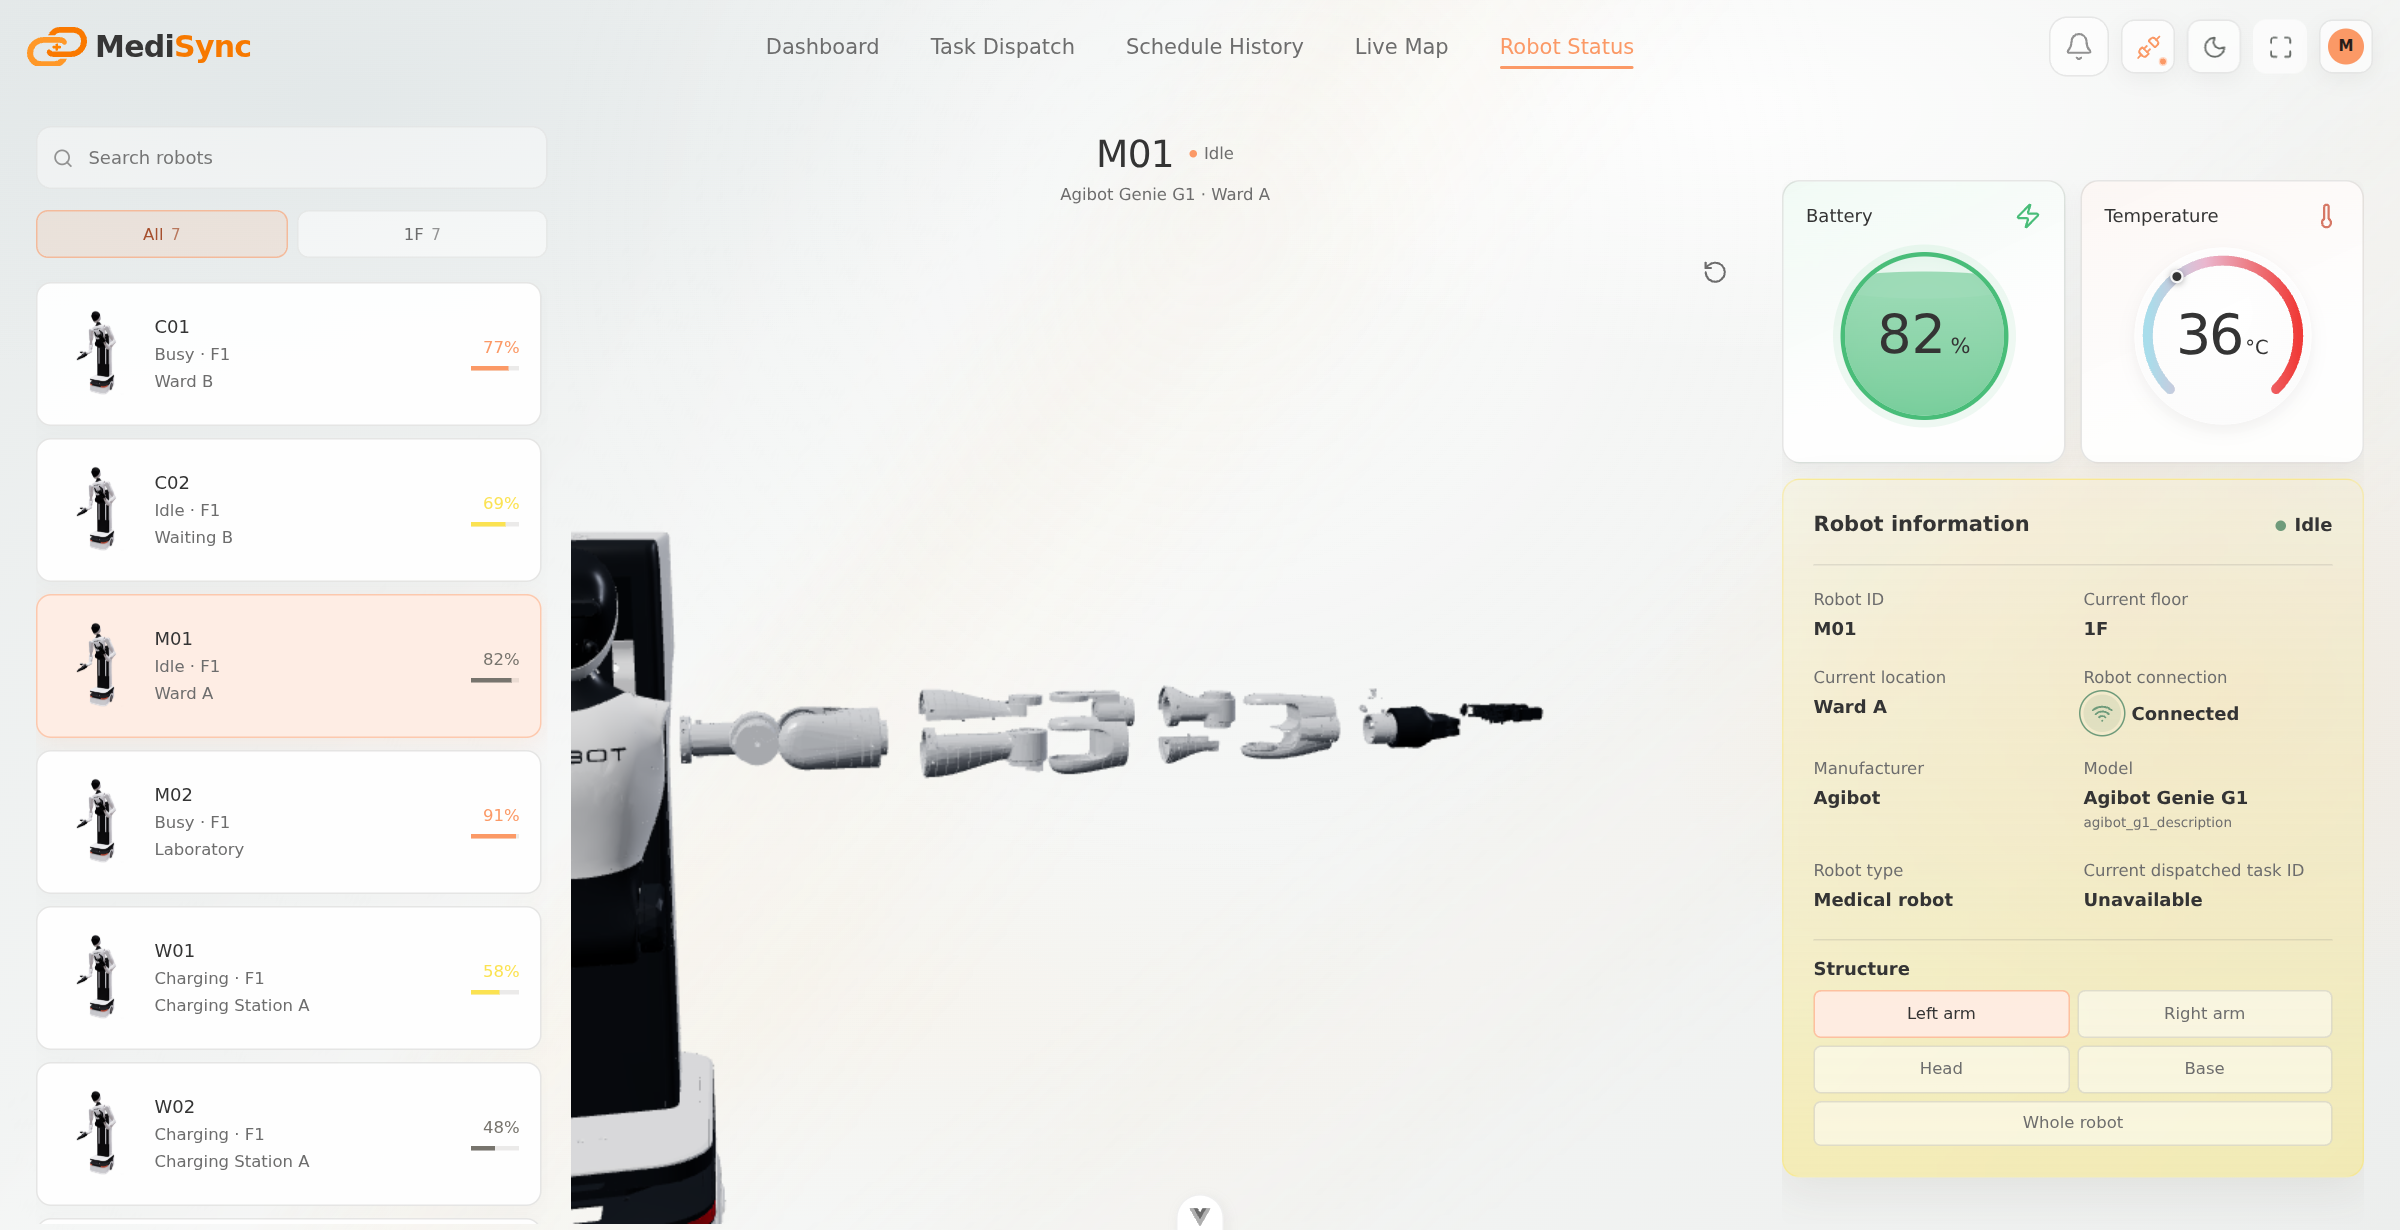 MediSync
Dashboard
Task Dispatch
Schedule History
Live Map
Robot Status
M
Search robots
All 7
1F 7
C01
Busy · F1
Ward B
77%
C02
Idle · F1
Waiting B
69%
M01
Idle · F1
Ward A
82%
M02
Busy · F1
Laboratory
91%
W01
Charging · F1
Charging Station A
58%
W02
Charging · F1
Charging Station A
48%
M01
Idle
Agibot Genie G1 · Ward A
BOT
Battery
82 %
Temperature
36 °C
Robot information
Idle
Robot ID
M01
Current floor
1F
Current location
Ward A
Robot connection
Connected
Manufacturer
Agibot
Model
Agibot Genie G1
agibot_g1_description
Robot type
Medical robot
Current dispatched task ID
Unavailable
Structure
Left arm
Right arm
Head
Base
Whole robot